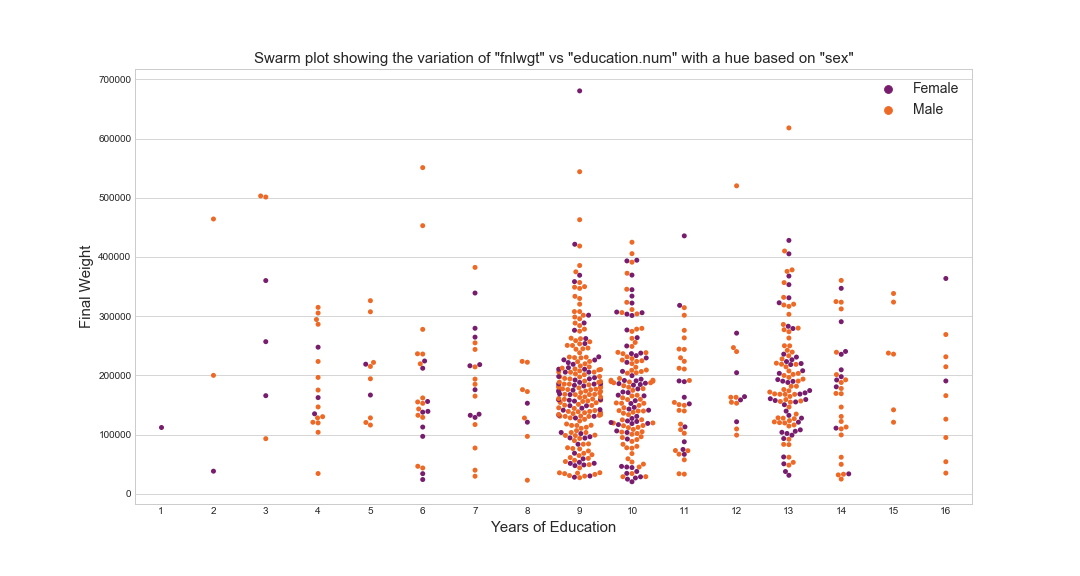 Swarm plot showing the variation of "fnlwgt" vs "education.num" with a hue based on "sex"
700000
600000
500000
400000
300000
200000
100000
0
Final Weight
Female
Male
1 2 3 4 5 6 7 8 9 10 11 12 13 14 15 16
Years of Education